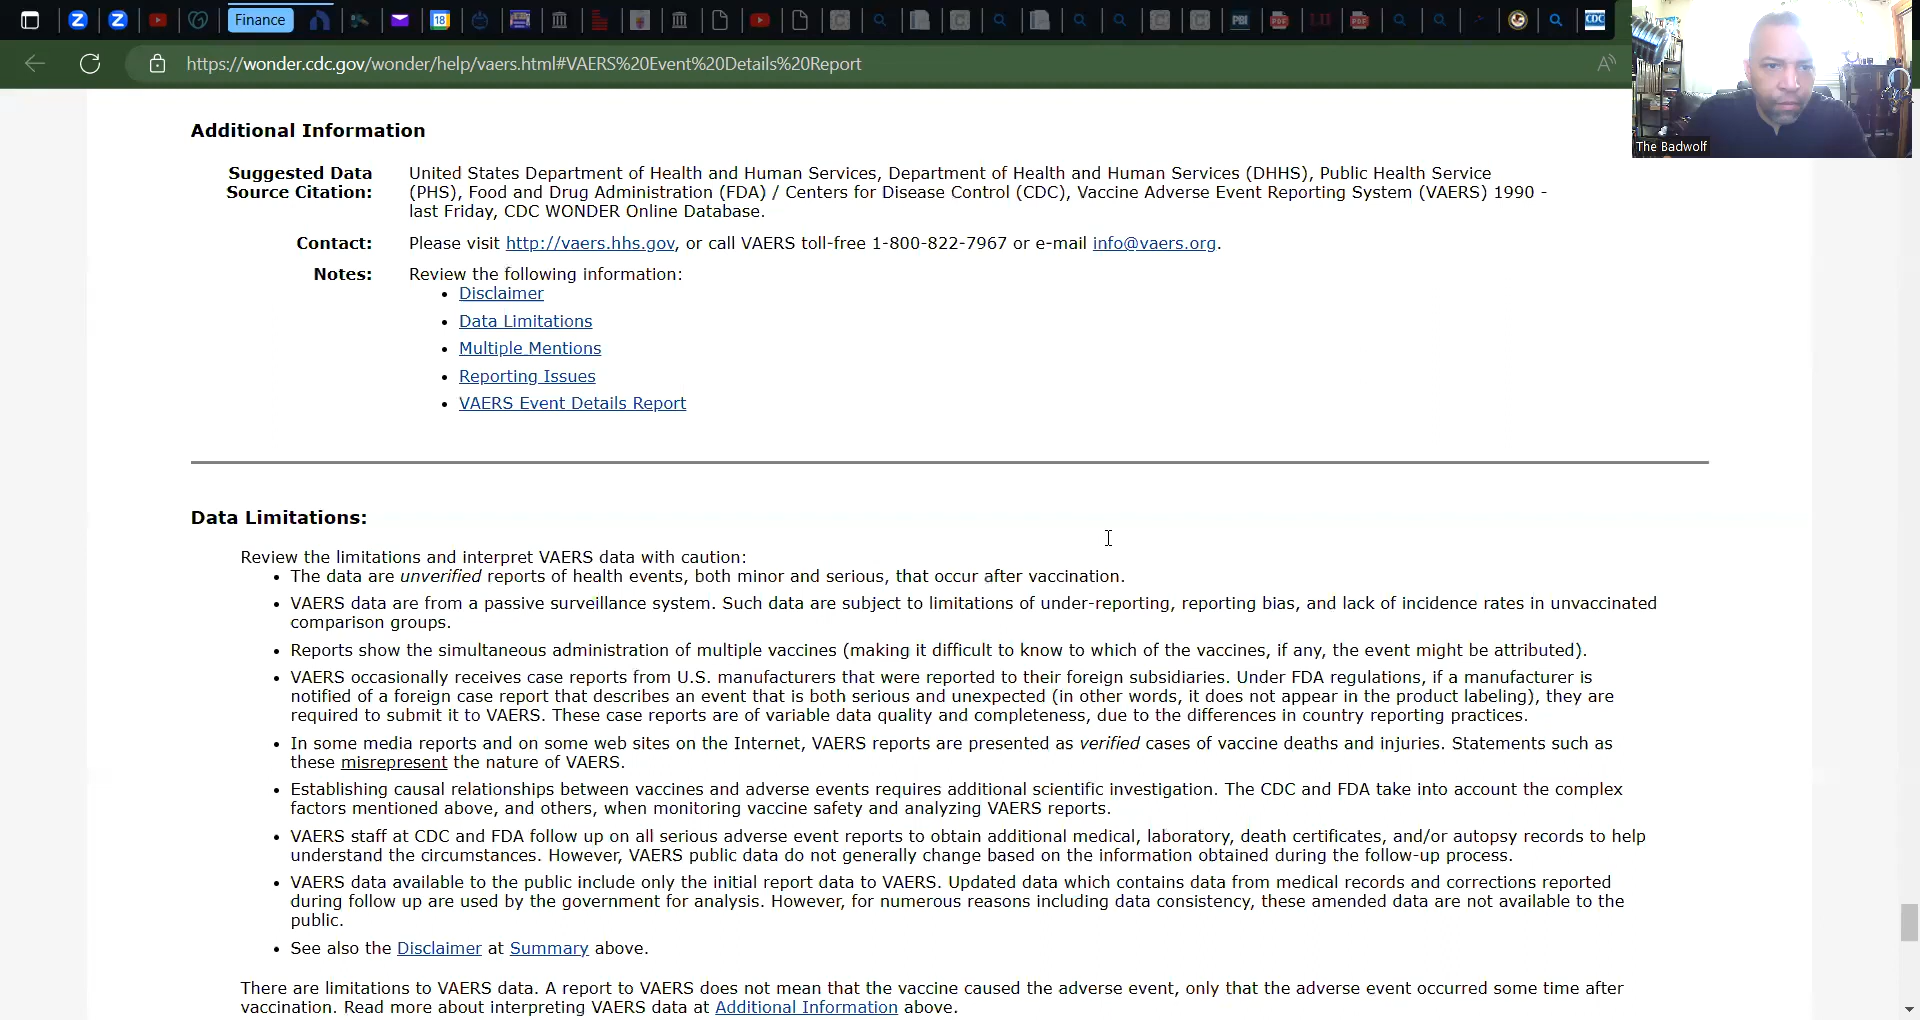 Finance
18
PBI
CDC
https://wonder.cdc.gov/wonder/help/vaers.html#VAERS%20Event%20Details%20Report
The Badwolf
Additional Information
Suggested Data United States Department of Health and Human Services, Department of Health and Human Services (DHHS), Public Health Service
Source Citation: (PHS), Food and Drug Administration (FDA) / Centers for Disease Control (CDC), Vaccine Adverse Event Reporting System (VAERS) 1990 -
last Friday, CDC WONDER Online Database.
Contact: Please visit http://vaers.hhs.gov, or call VAERS toll-free 1-800-822-7967 or e-mail info@vaers.org.
Notes: Review the following information:
• Disclaimer
• Data Limitations
• Multiple Mentions
• Reporting Issues
• VAERS Event Details Report
Data Limitations:
Review the limitations and interpret VAERS data with caution:
• The data are unverified reports of health events, both minor and serious, that occur after vaccination.
• VAERS data are from a passive surveillance system. Such data are subject to limitations of under-reporting, reporting bias, and lack of incidence rates in unvaccinated
comparison groups.
• Reports show the simultaneous administration of multiple vaccines (making it difficult to know to which of the vaccines, if any, the event might be attributed).
• VAERS occasionally receives case reports from U.S. manufacturers that were reported to their foreign subsidiaries. Under FDA regulations, if a manufacturer is
notified of a foreign case report that describes an event that is both serious and unexpected (in other words, it does not appear in the product labeling), they are
required to submit it to VAERS. These case reports are of variable data quality and completeness, due to the differences in country reporting practices.
• In some media reports and on some web sites on the Internet, VAERS reports are presented as verified cases of vaccine deaths and injuries. Statements such as
these misrepresent the nature of VAERS.
• Establishing causal relationships between vaccines and adverse events requires additional scientific investigation. The CDC and FDA take into account the complex
factors mentioned above, and others, when monitoring vaccine safety and analyzing VAERS reports.
• VAERS staff at CDC and FDA follow up on all serious adverse event reports to obtain additional medical, laboratory, death certificates, and/or autopsy records to help
understand the circumstances. However, VAERS public data do not generally change based on the information obtained during the follow-up process.
• VAERS data available to the public include only the initial report data to VAERS. Updated data which contains data from medical records and corrections reported
during follow up are used by the government for analysis. However, for numerous reasons including data consistency, these amended data are not available to the
public.
• See also the Disclaimer at Summary above.
There are limitations to VAERS data. A report to VAERS does not mean that the vaccine caused the adverse event, only that the adverse event occurred some time after
vaccination. Read more about interpreting VAERS data at Additional Information above.